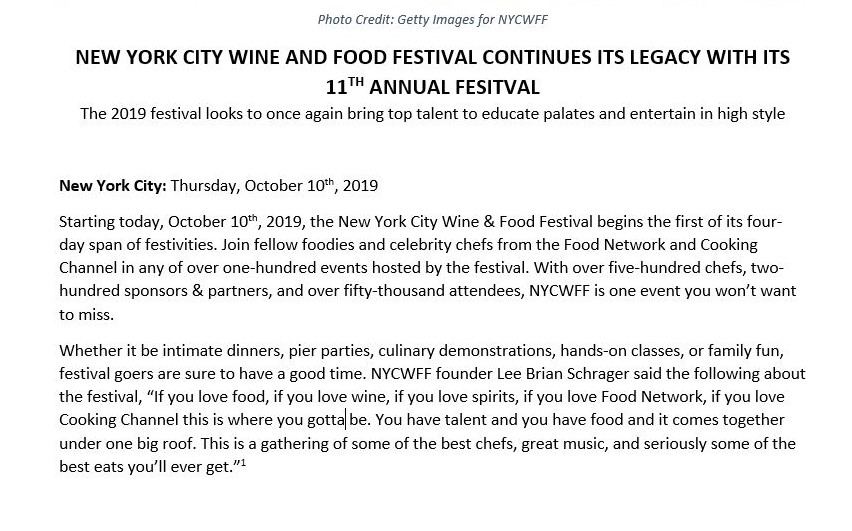 Photo Credit: Getty Images for NYCWFF
NEW YORK CITY WINE AND FOOD FESTIVAL CONTINUES ITS LEGACY WITH ITS
11TH ANNUAL FESITVAL
The 2019 festival looks to once again bring top talent to educate palates and entertain in high style
New York City: Thursday, October 10th, 2019
Starting today, October 10th, 2019, the New York City Wine & Food Festival begins the first of its four-
day span of festivities. Join fellow foodies and celebrity chefs from the Food Network and Cooking
Channel in any of over one-hundred events hosted by the festival. With over five-hundred chefs, two-
hundred sponsors & partners, and over fifty-thousand attendees, NYCWFF is one event you won’t want
to miss.
Whether it be intimate dinners, pier parties, culinary demonstrations, hands-on classes, or family fun,
festival goers are sure to have a good time. NYCWFF founder Lee Brian Schrager said the following about
the festival, “If you love food, if you love wine, if you love spirits, if you love Food Network, if you love
Cooking Channel this is where you gotta be. You have talent and you have food and it comes together
under one big roof. This is a gathering of some of the best chefs, great music, and seriously some of the
best eats you’ll ever get.”1